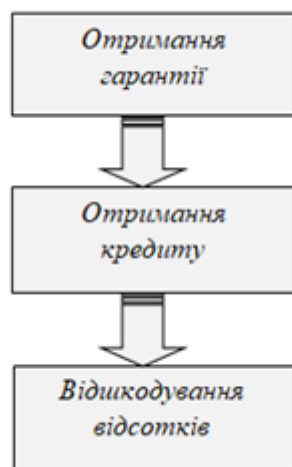 Отримання
гарантії
Отримання
кредиту
Відшкодування
відсотків